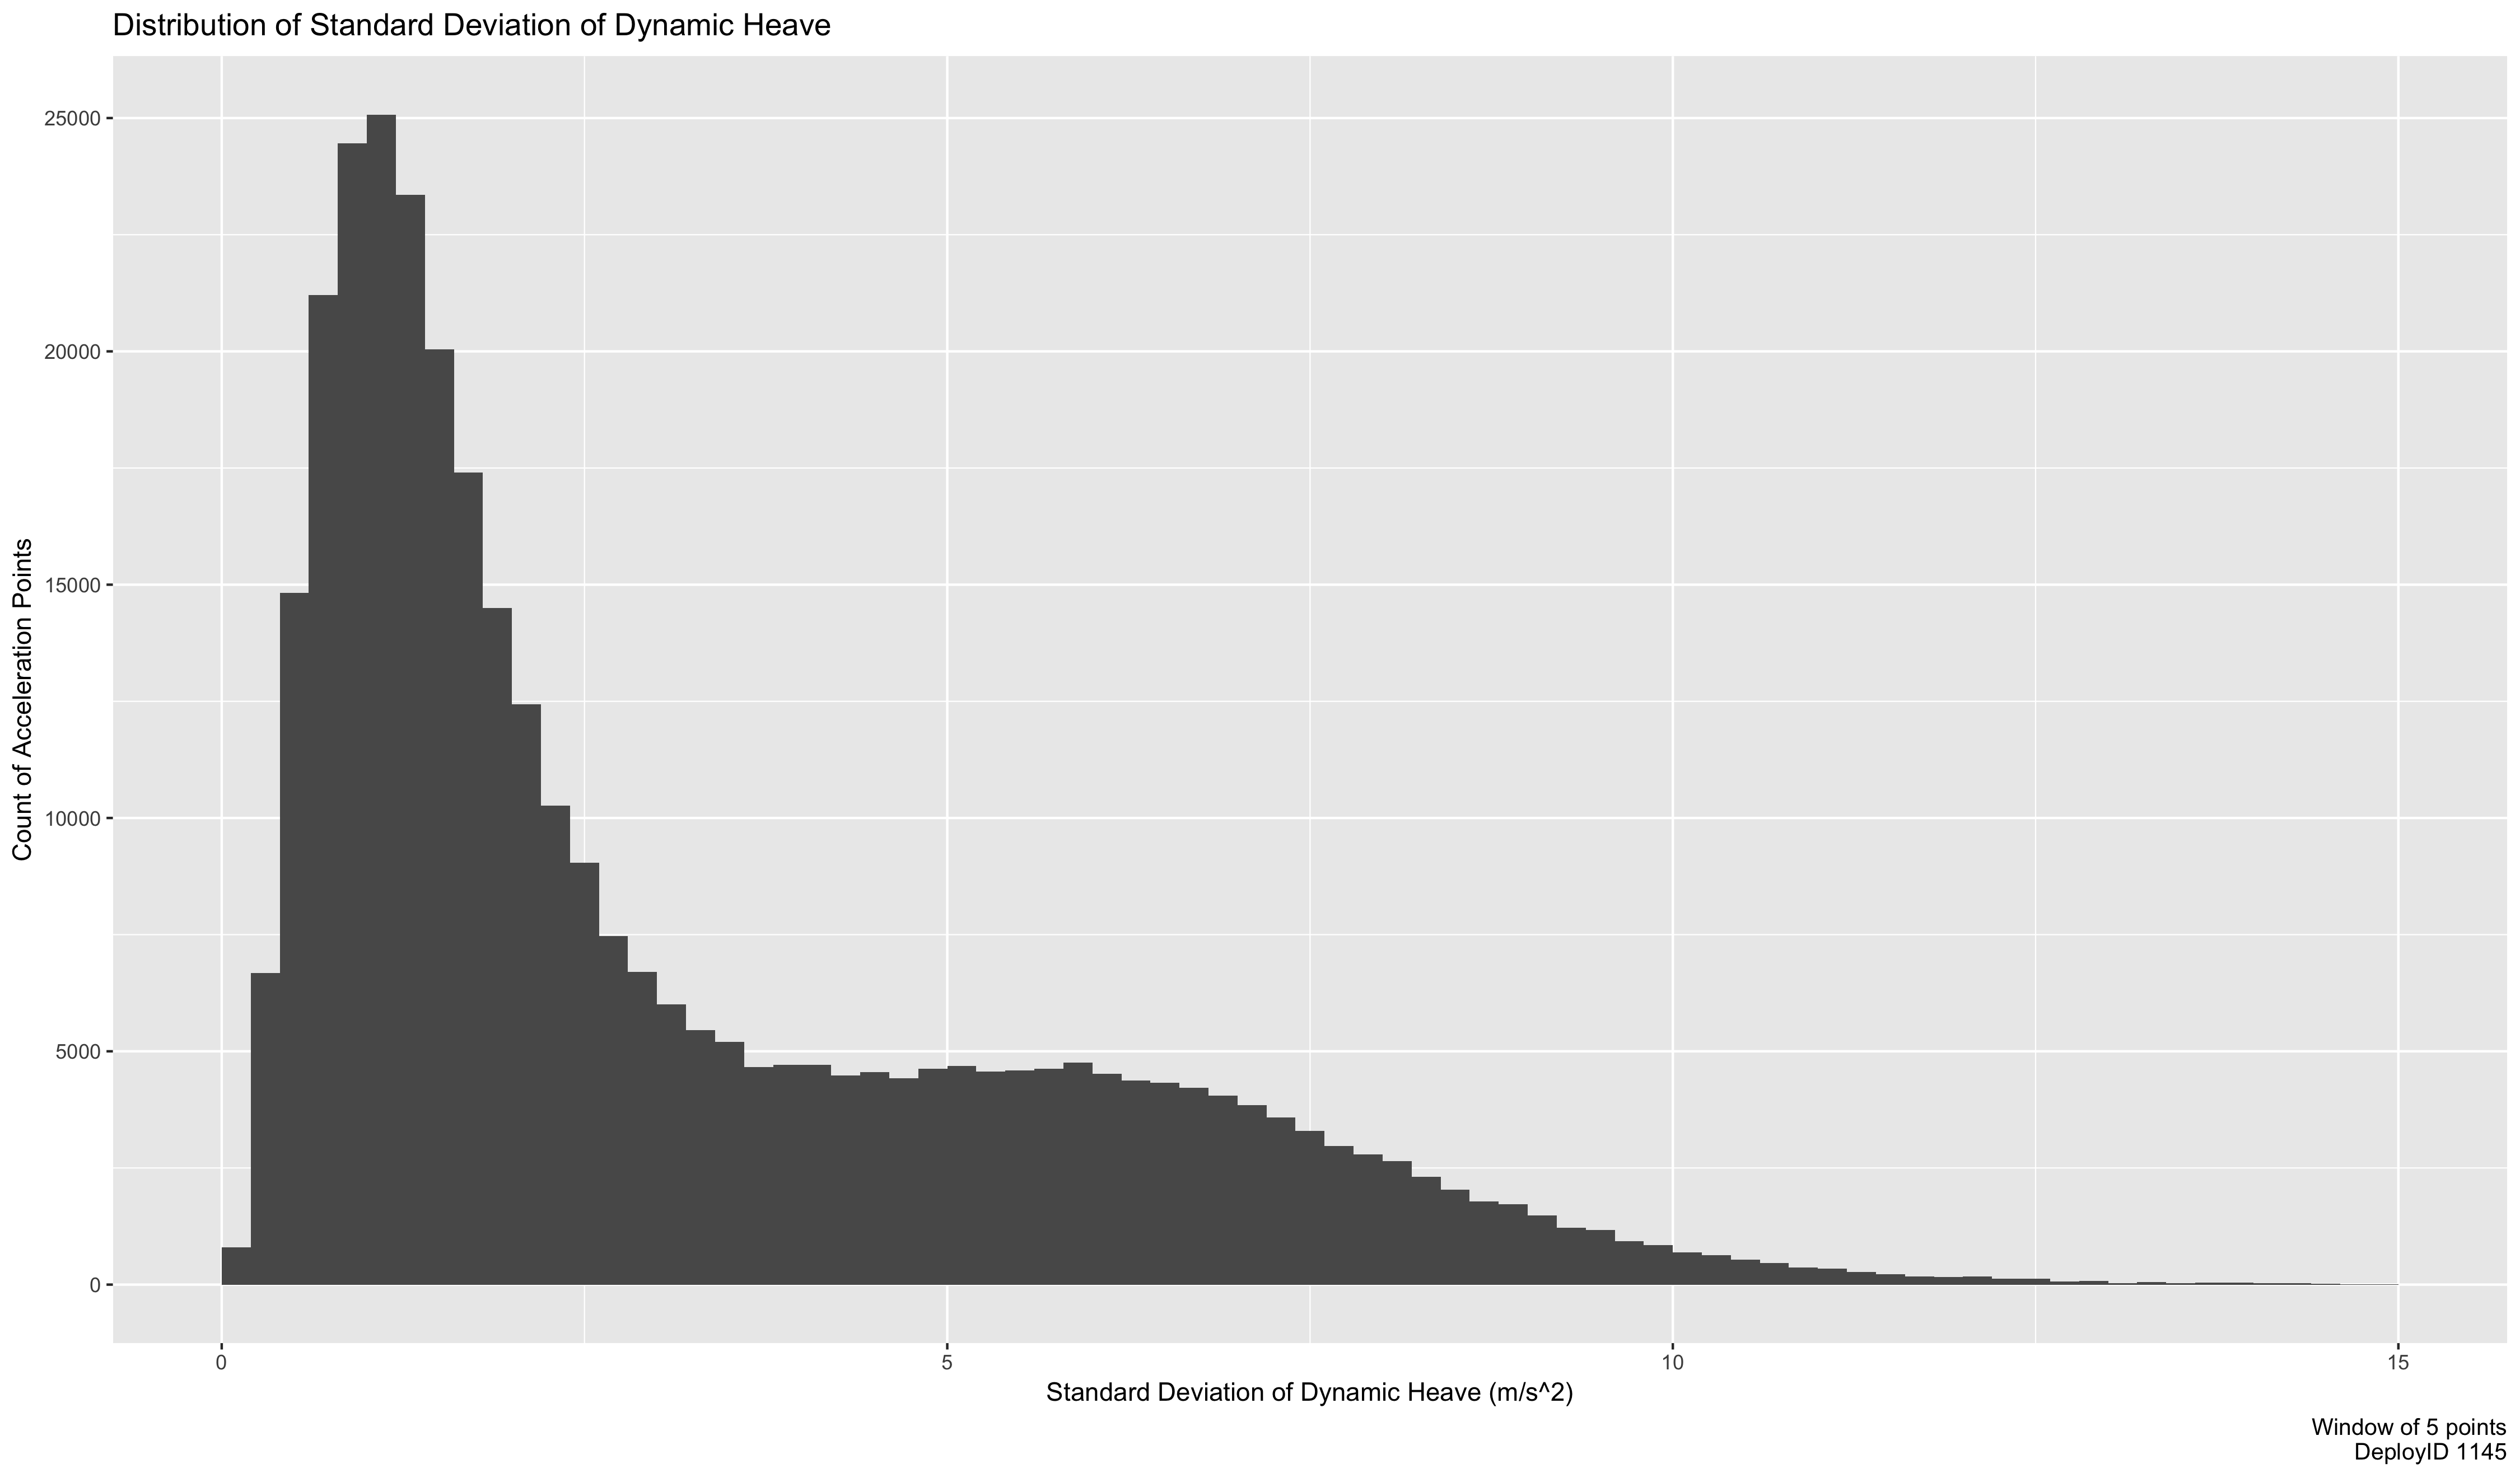 Distribution of Standard Deviation of Dynamic Heave
Count of Acceleration Points
25000
20000
15000
10000
5000
0
0
5
10
15
Standard Deviation of Dynamic Heave (m/s^2)
Window of 5 points
DeployID 1145